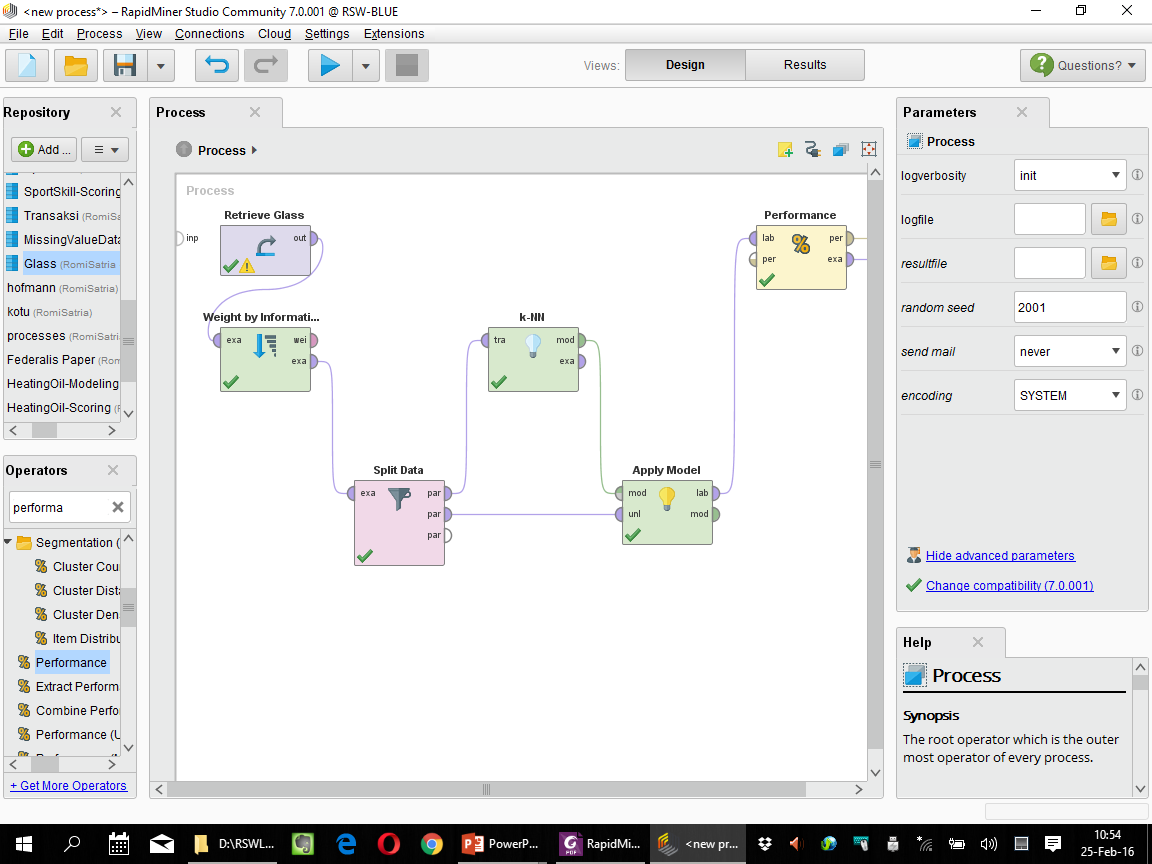 <new process*> – RapidMiner Studio Community 7.0.001 @ RSW-BLUE
File Edit Process View Connections Cloud Settings Extensions
Views: Design Results Questions?
Repository
Add ...
SportSkill-Scoring
Transaksi (RomiSa
MissingValueData
Glass (RomiSatria
hofmann (RomiSatria)
kotu (RomiSatria)
processes (RomiSatri
Federalis Paper (Rom
HeatingOil-Modeling
HeatingOil-Scoring (F
Operators
performa
Segmentation (
Cluster Cou
Cluster Dist
Cluster Den
Item Distribu
Performance
Extract Perform
Combine Perfo
Performance (U
+ Get More Operators
Process
Process
Process
inp
Retrieve Glass
out
Weight by Informati...
exa wei
exa
Split Data
exa par
par
par
k-NN
tra mod
exa
Apply Model
mod lab
unl mod
Performance
lab per
per exa
Parameters
Process
logverbosity init
logfile
resultfile
random seed 2001
send mail never
encoding SYSTEM
Hide advanced parameters
Change compatibility (7.0.001)
Help
Process
Synopsis
The root operator which is the outer
most operator of every process.
D:\RSWL... PowerP... RapidMiner... <new pr...
10:54
25-Feb-16